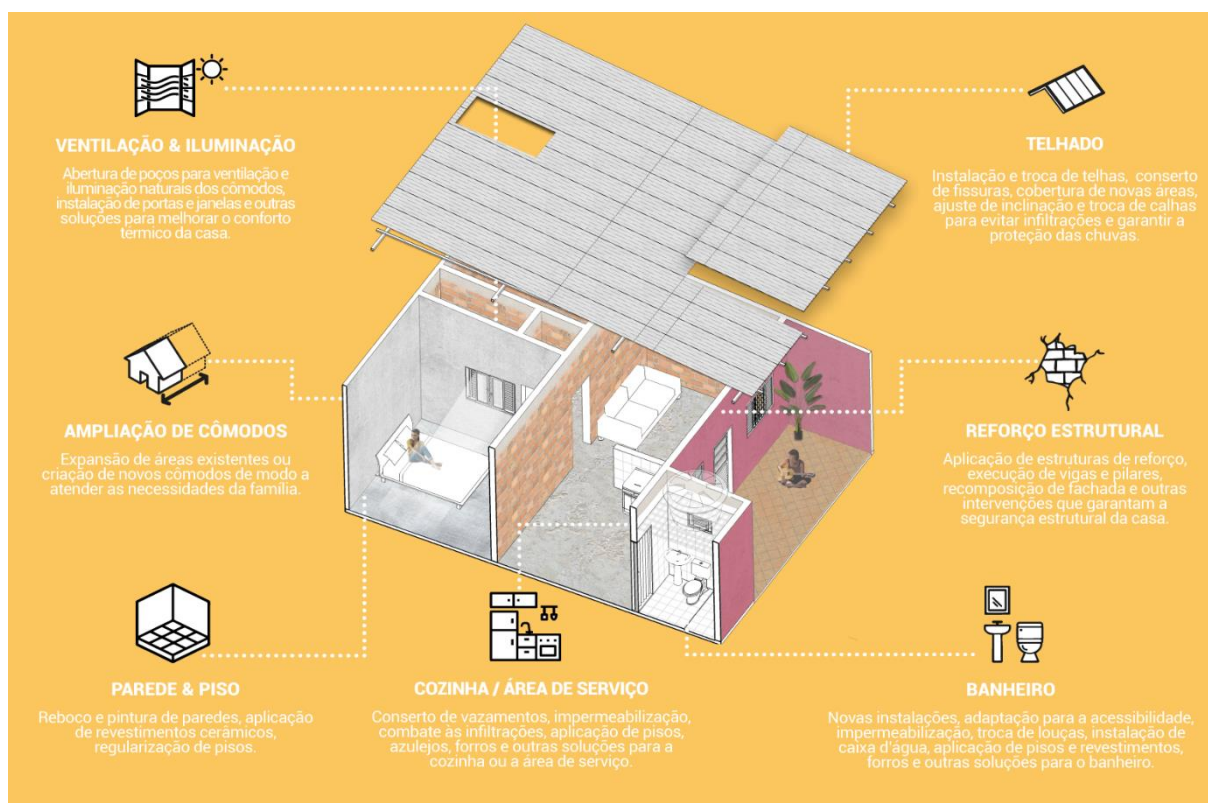 VENTILAÇÃO & ILUMINAÇÃO
Abertura de poços para ventilação e
iluminação naturais dos cômodos,
instalação de portas e janelas e outras
soluções para melhorar o conforto
térmico da casa.
TELHADO
Instalação e troca de telhas, conserto
de fissuras, cobertura de novas áreas,
ajuste de inclinação e troca de calhas
para evitar infiltrações e garantir a
proteção das chuvas.
AMPLIAÇÃO DE CÔMODOS
Expansão de áreas existentes ou
criação de novos cômodos de modo a
atender as necessidades da família.
REFORÇO ESTRUTURAL
Aplicação de estruturas de reforço,
execução de vigas e pilares,
recomposição de fachada e outras
intervenções que garantam a
segurança estrutural da casa.
PAREDE & PISO
Reboco e pintura de paredes, aplicação
de revestimentos cerâmicos,
regularização de pisos.
COZINHA / ÁREA DE SERVIÇO
Conserto de vazamentos, impermeabilização,
combate às infiltrações, aplicação de pisos,
azulejos, forros e outras soluções para a
cozinha ou a área de serviço.
BANHEIRO
Novas instalações, adaptação para a acessibilidade,
impermeabilização, troca de louças, instalação de
caixa d'água, aplicação de pisos e revestimentos,
forros e outras soluções para o banheiro.